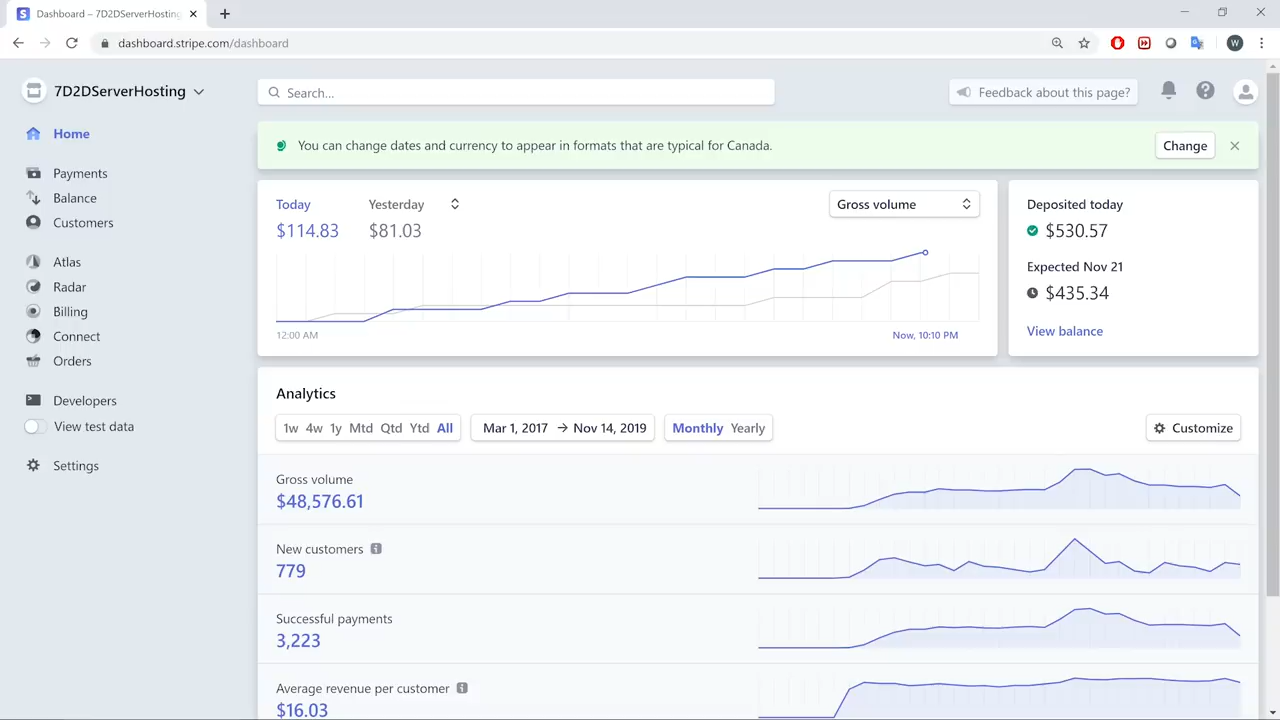 Dashboard – 7D2DServerHosting
dashboard.stripe.com/dashboard
W
7D2DServerHosting
Search...
Feedback about this page?
Home
Payments
Balance
Customers
Atlas
Radar
Billing
Connect
Orders
Developers
View test data
Settings
You can change dates and currency to appear in formats that are typical for Canada.
Change
Today
Yesterday
Gross volume
$114.83
$81.03
12:00 AM
Now, 10:10 PM
Deposited today
$530.57
Expected Nov 21
$435.34
View balance
Analytics
1w 4w 1y Mtd Qtd Ytd All
Mar 1, 2017 → Nov 14, 2019
Monthly Yearly
Customize
Gross volume
$48,576.61
New customers
779
Successful payments
3,223
Average revenue per customer
$16.03